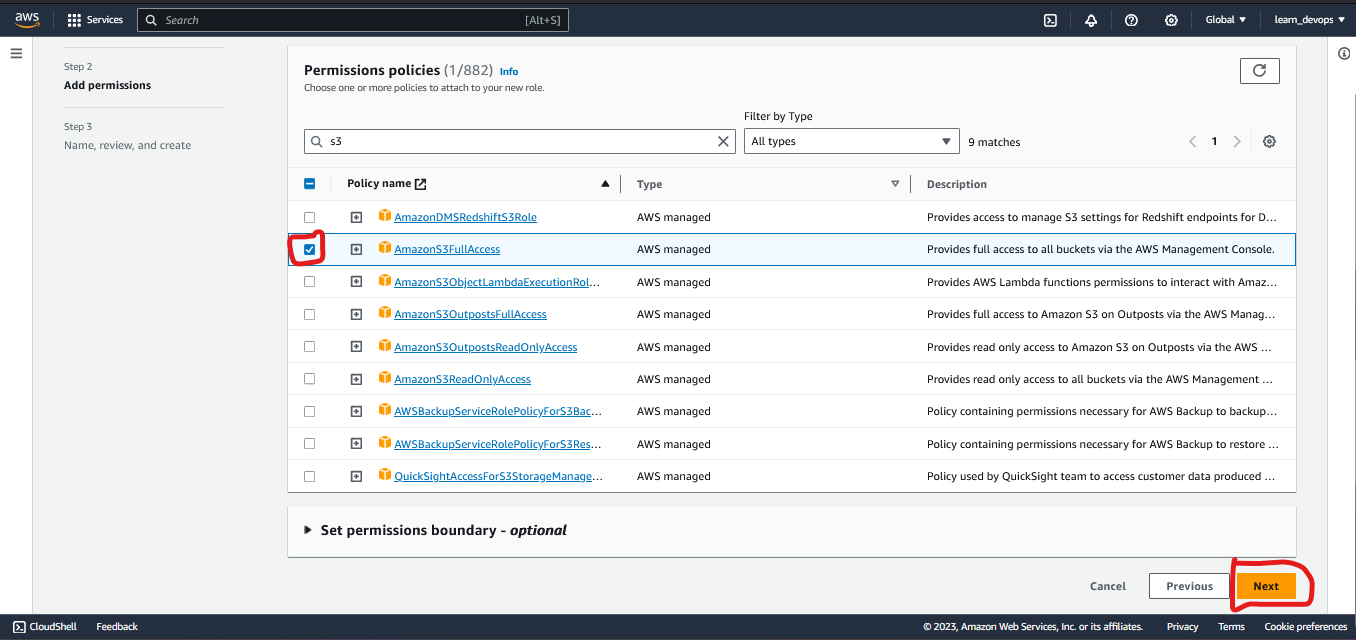 aws Services Search [Alt+S] Global ▼ learn_devops ▼
Step 2
Add permissions
Step 3
Name, review, and create
Permissions policies (1/882) Info
Choose one or more policies to attach to your new role.
Filter by Type
s3 All types 9 matches 1
Policy name Type Description
AmazonDMSRedshiftS3Role AWS managed Provides access to manage S3 settings for Redshift endpoints for D...
AmazonS3FullAccess AWS managed Provides full access to all buckets via the AWS Management Console.
AmazonS3ObjectLambdaExecutionRol... AWS managed Provides AWS Lambda functions permissions to interact with Amaz...
AmazonS3OutpostsFullAccess AWS managed Provides full access to Amazon S3 on Outposts via the AWS Manag...
AmazonS3OutpostsReadOnlyAccess AWS managed Provides read only access to Amazon S3 on Outposts via the AWS ...
AmazonS3ReadOnlyAccess AWS managed Provides read only access to all buckets via the AWS Management ...
AWSBackupServiceRolePolicyForS3Bac... AWS managed Policy containing permissions necessary for AWS Backup to backup...
AWSBackupServiceRolePolicyForS3Res... AWS managed Policy containing permissions necessary for AWS Backup to restore ...
QuickSightAccessForS3StorageManage... AWS managed Policy used by QuickSight team to access customer data produced ...
Set permissions boundary - optional
Cancel Previous Next
CloudShell Feedback © 2023, Amazon Web Services, Inc. or its affiliates. Privacy Terms Cookie preferences